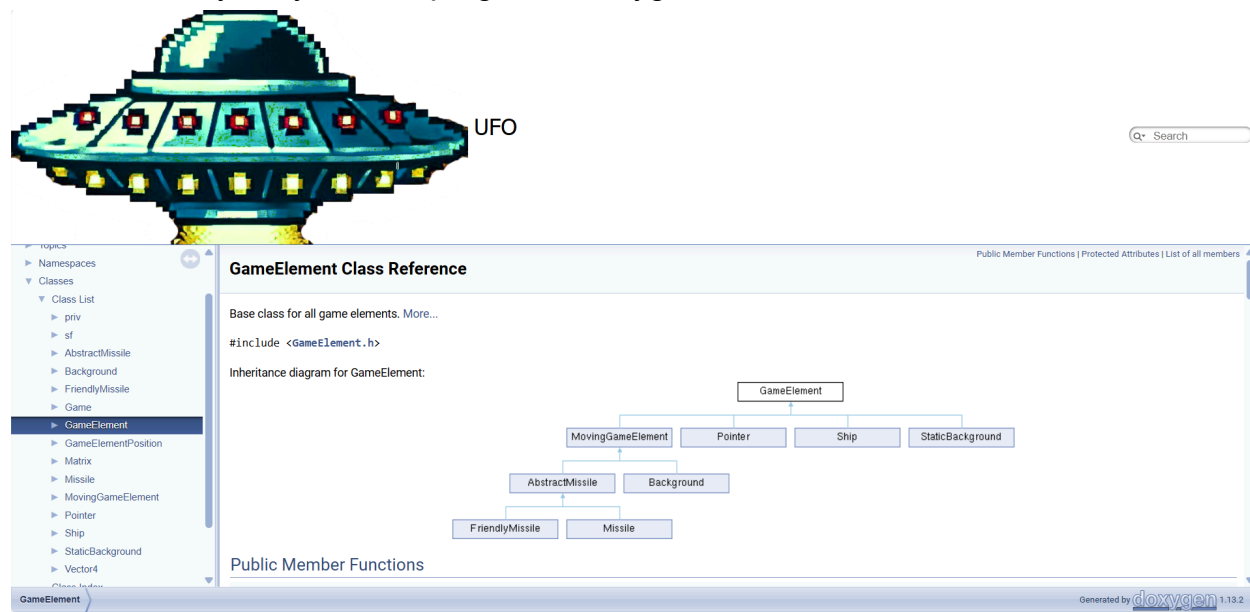 UFO
Search
Topics
Namespaces
Classes
Class List
priv
sf
AbstractMissile
Background
FriendlyMissile
Game
GameElement
GameElementPosition
Matrix
Missile
MovingGameElement
Pointer
Ship
StaticBackground
Vector4
Class Index
Public Member Functions | Protected Attributes | List of all members
GameElement Class Reference
Base class for all game elements. More...
#include <GameElement.h>
Inheritance diagram for GameElement:
GameElement
MovingGameElement Pointer Ship StaticBackground
AbstractMissile Background
FriendlyMissile Missile
Public Member Functions
GameElement
Generated by doxygen 1.13.2